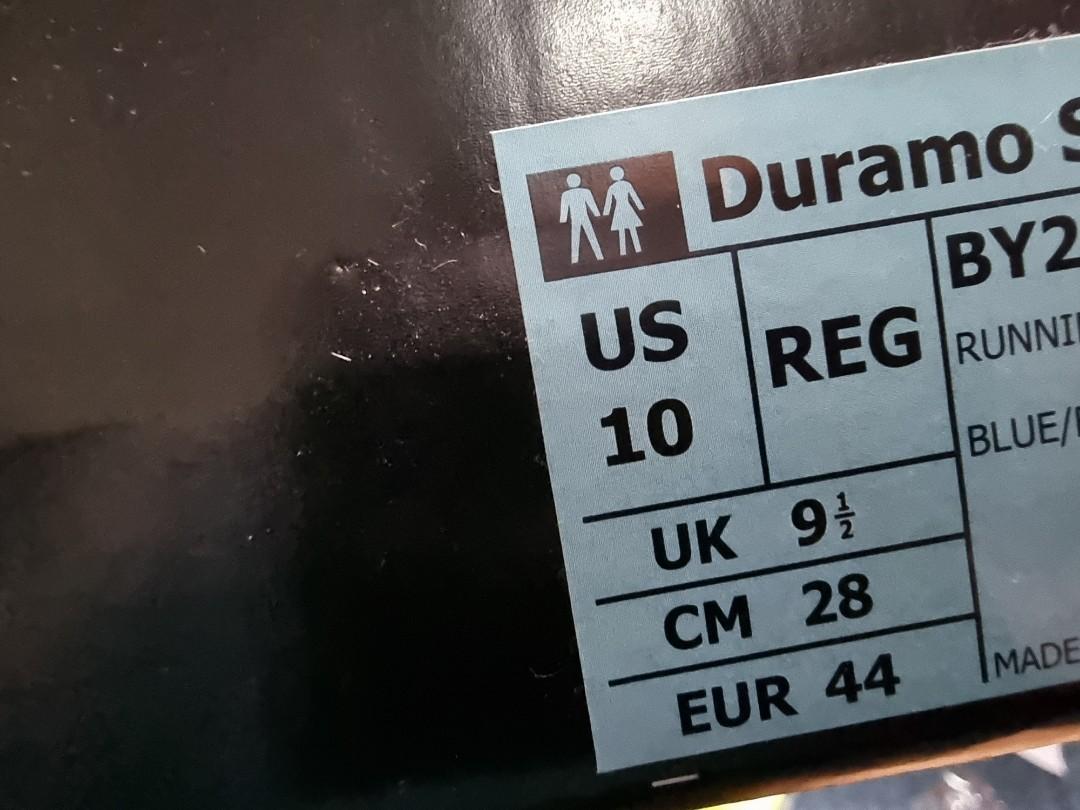 Duramo S
US
10
REG
BY2
RUNNI
BLUE/
UK 9½
CM 28
EUR 44
MADE